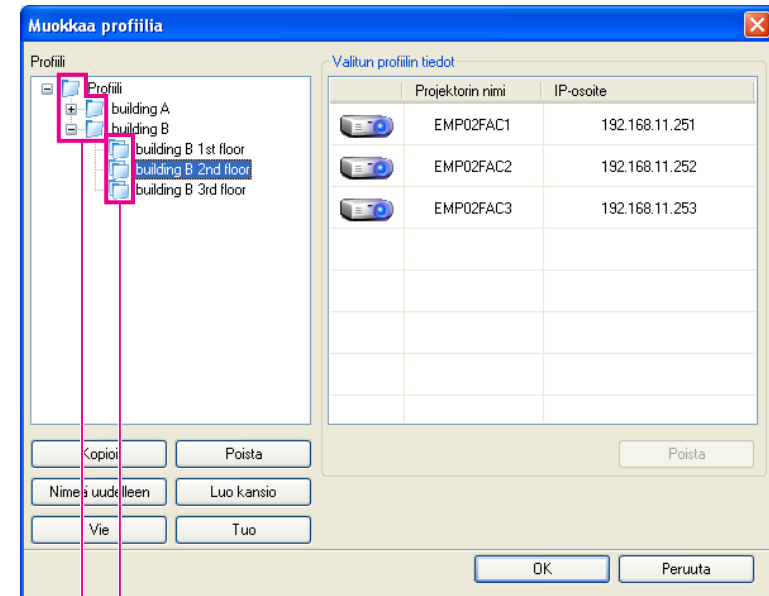 Muokkaa profiilia
Profiili
Profiili
building A
building B
building B 1st floor
building B 2nd floor
building B 3rd floor
Valitun profiilin tiedot
Projektorin nimi IP-osoite
EMP02FAC1 192.168.11.251
EMP02FAC2 192.168.11.252
EMP02FAC3 192.168.11.253
Kopioi Poista
Poista
Nimeä uudelleen Luo kansio
Vie Tuo
OK Peruuta